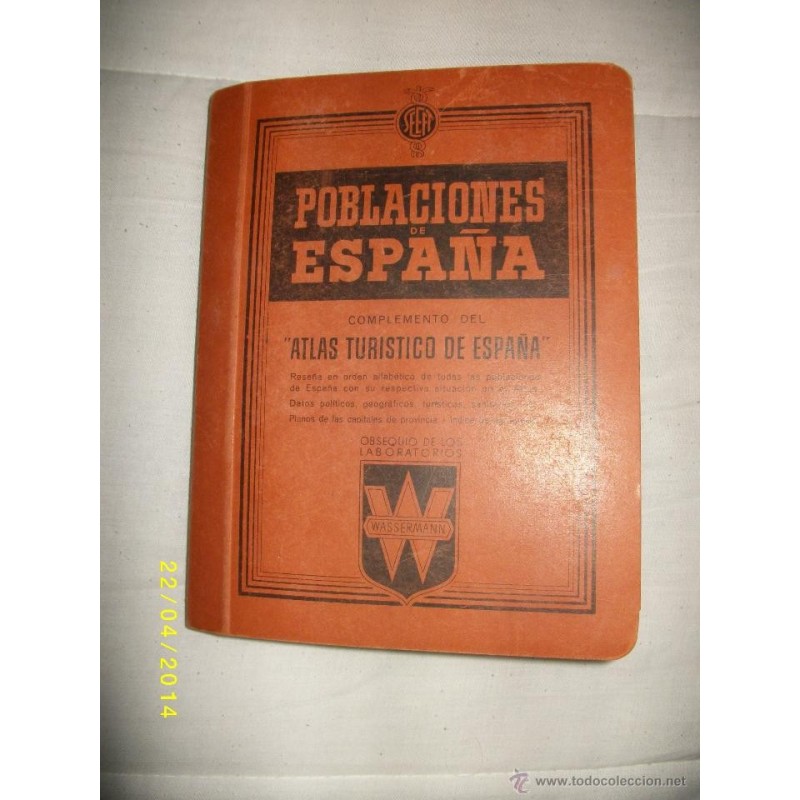 SELFA
POBLACIONES
DE
ESPAÑA
COMPLEMENTO DEL
"ATLAS TURISTICO DE ESPAÑA"
Reseña en orden alfabético de todas las poblaciones
de España con su respectiva situación en el
Datos políticos, geográficos, turísticos,
Planos de las capitales de provincia e
OBSEQUIO DE LOS
LABORATORIOS
WASSERMANN
22/04/2014
© www.todocoleccion.net